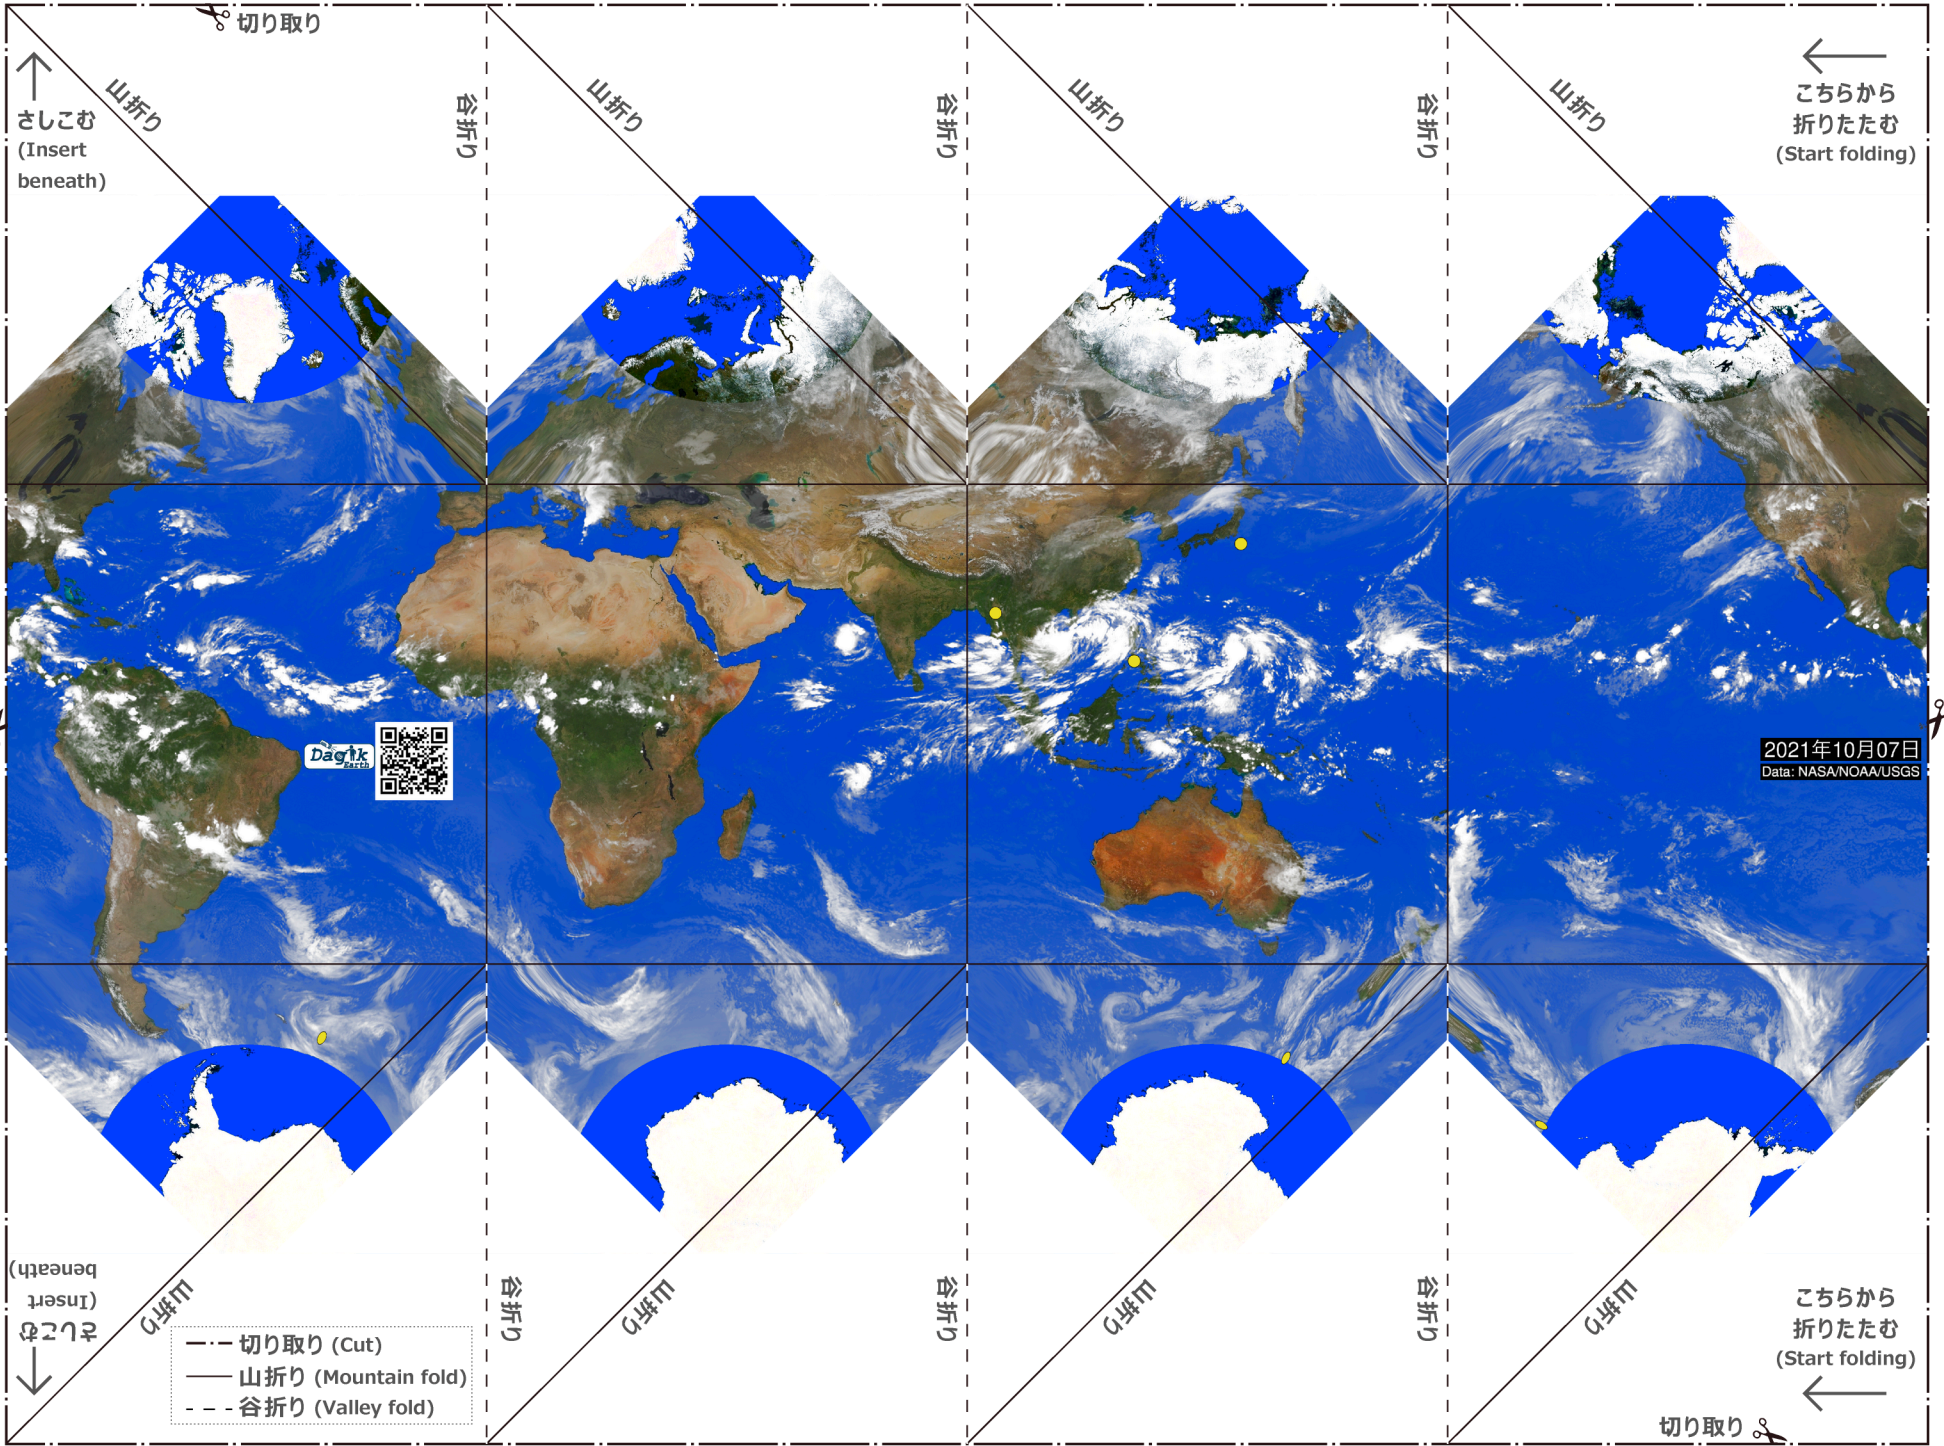 切り取り
山折り
谷折り
山折り
谷折り
山折り
谷折り
山折り
さしこむ
(Insert
beneath)
こちらから
折りたたむ
(Start folding)
Dagik
Earth
2021年10月07日
Data: NASA/NOAA/USGS
さしこむ
(Insert
beneath)
山折り
谷折り
山折り
谷折り
山折り
谷折り
山折り
こちらから
折りたたむ
(Start folding)
切り取り (Cut)
山折り (Mountain fold)
谷折り (Valley fold)
切り取り